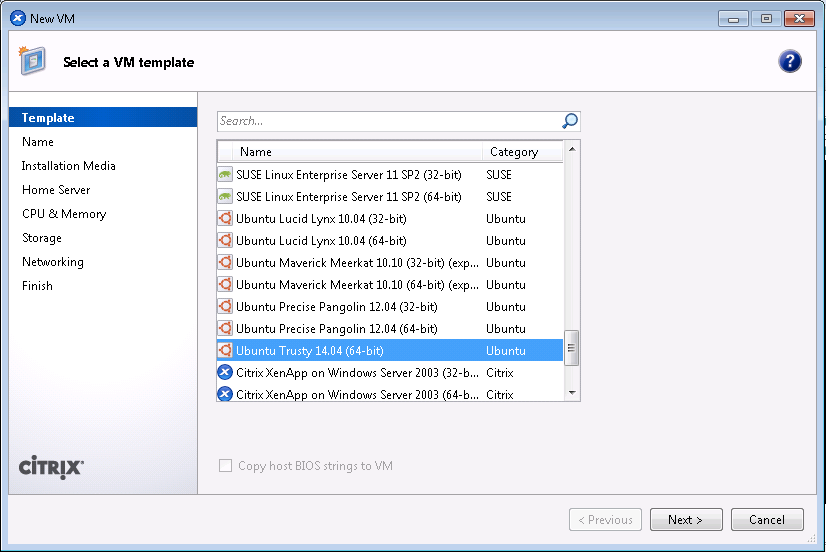 New VM
Select a VM template
?
Template
Name
Installation Media
Home Server
CPU & Memory
Storage
Networking
Finish
CİTRIX
Search...
Name Category
SUSE Linux Enterprise Server 11 SP2 (32-bit) SUSE
SUSE Linux Enterprise Server 11 SP2 (64-bit) SUSE
Ubuntu Lucid Lynx 10.04 (32-bit) Ubuntu
Ubuntu Lucid Lynx 10.04 (64-bit) Ubuntu
Ubuntu Maverick Meerkat 10.10 (32-bit) (exp... Ubuntu
Ubuntu Maverick Meerkat 10.10 (64-bit) (exp... Ubuntu
Ubuntu Precise Pangolin 12.04 (32-bit) Ubuntu
Ubuntu Precise Pangolin 12.04 (64-bit) Ubuntu
Ubuntu Trusty 14.04 (64-bit) Ubuntu
Citrix XenApp on Windows Server 2003 (32-b... Citrix
Citrix XenApp on Windows Server 2003 (64-b... Citrix
Copy host BIOS strings to VM
< Previous Next > Cancel